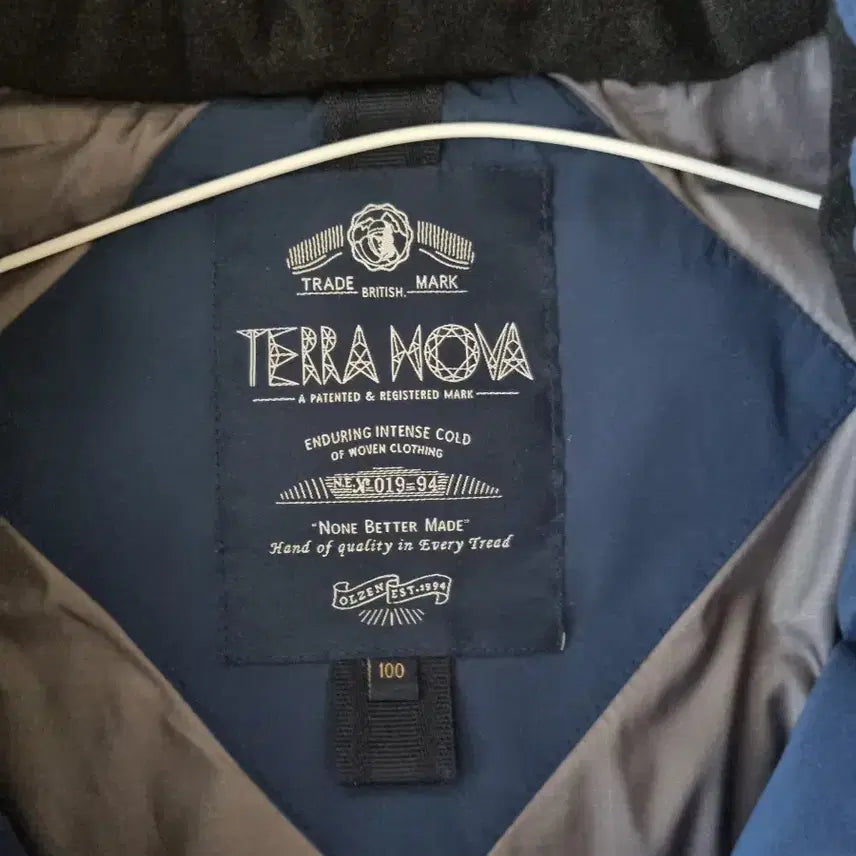 TRADE BRITISH. MARK
TERRA NOVA
A PATENTED & REGISTERED MARK
ENDURING INTENSE COLD
OF WOVEN CLOTHING
N.E. № 019-94
"NONE BETTER MADE"
Hand of quality in Every Tread
OLZEN EST.1994
100